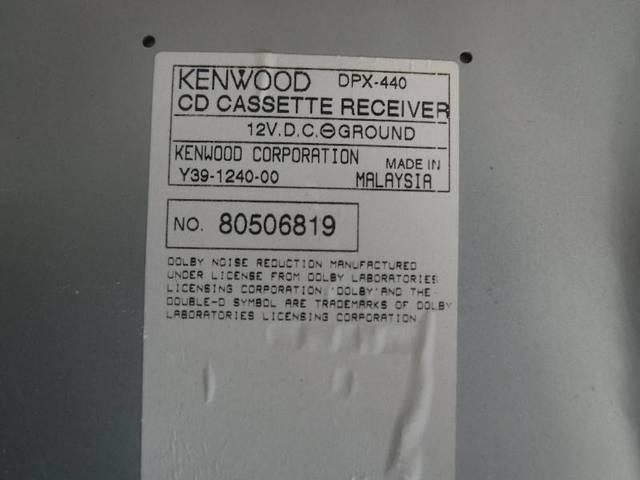 KENWOOD DPX-440
CD CASSETTE RECEIVER
12V.D.C.⊖GROUND
KENWOOD CORPORATION MADE IN
Y39-1240-00 MALAYSIA
NO. 80506819
DOLBY NOISE REDUCTION MANUFACTURED
UNDER LICENSE FROM DOLBY LABORATORIES
LICENSING CORPORATION, 'DOLBY' AND THE
DOUBLE-D SYMBOL ARE TRADEMARKS OF DOLBY
LABORATORIES LICENSING CORPORATION